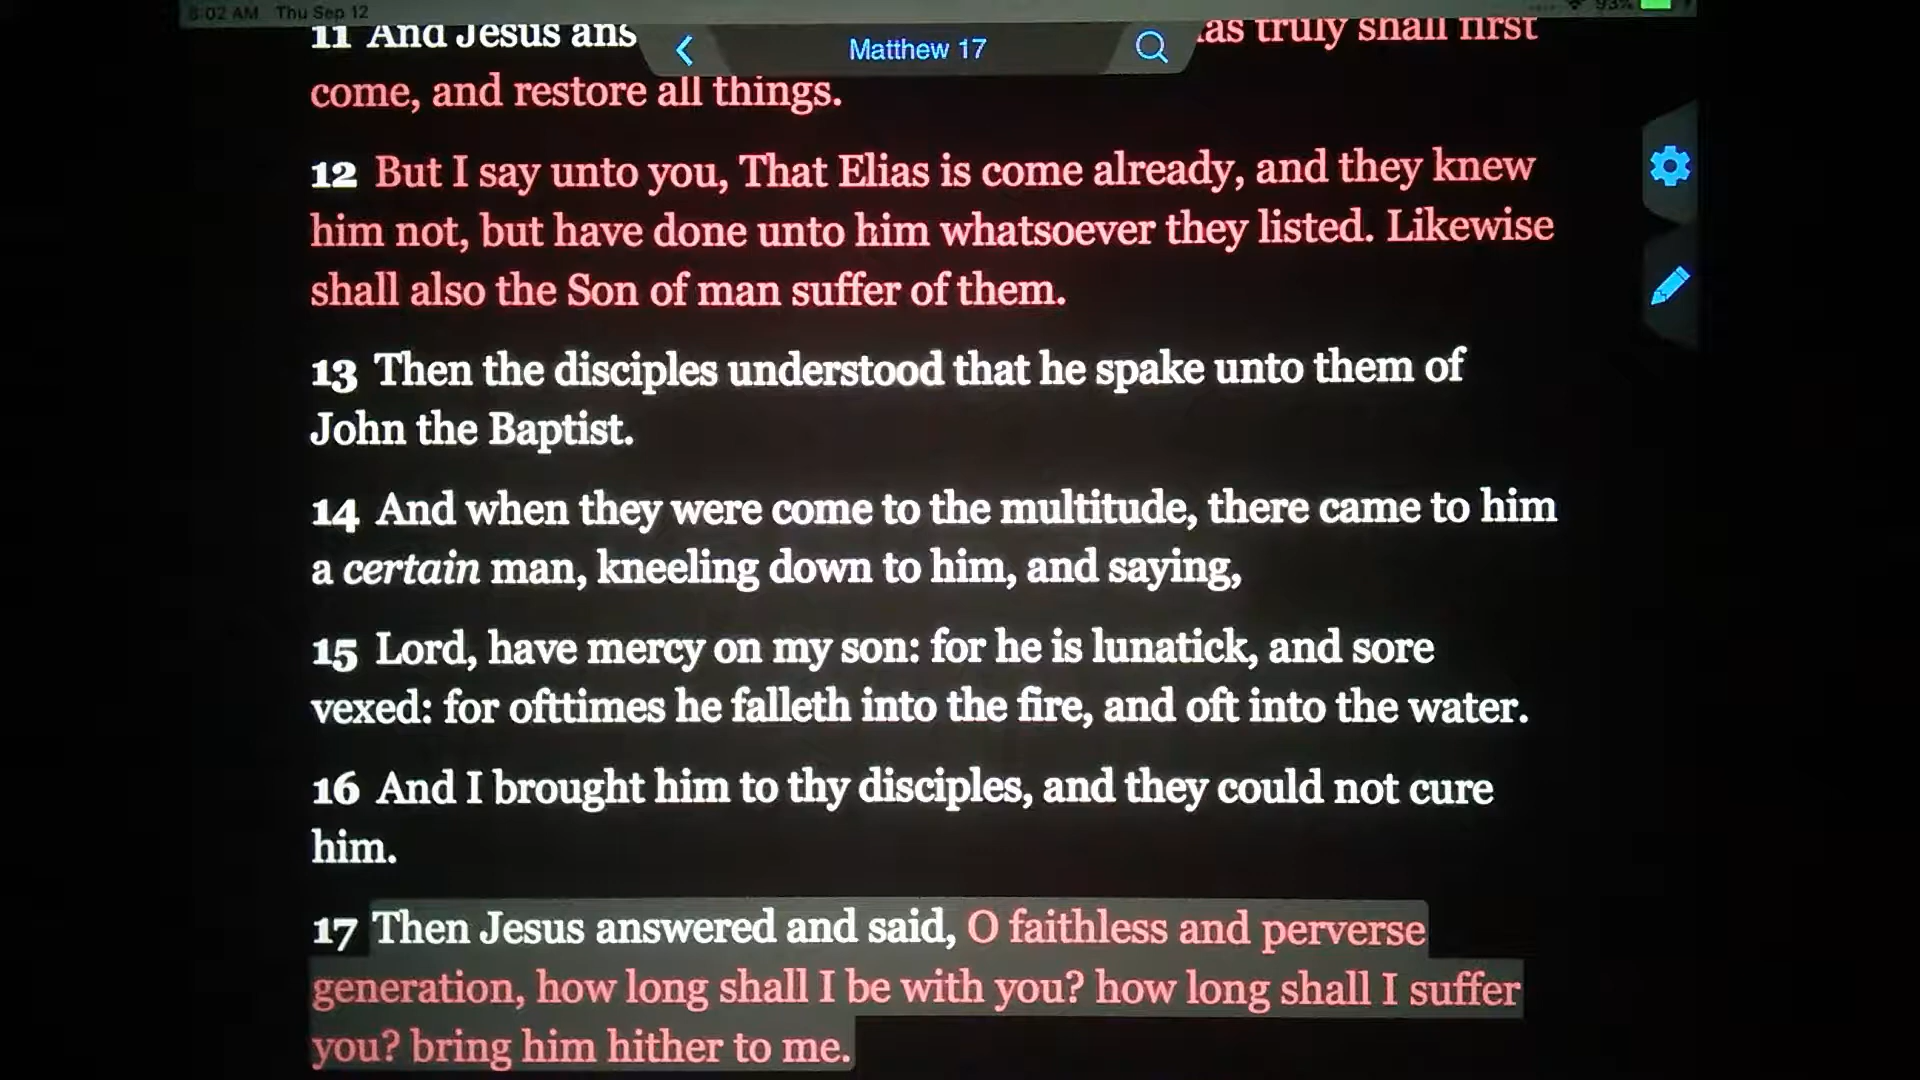 8:02 AM Thu Sep 12 93%
Matthew 17
11 And Jesus ans as truly shall first
come, and restore all things.
12 But I say unto you, That Elias is come already, and they knew
him not, but have done unto him whatsoever they listed. Likewise
shall also the Son of man suffer of them.
13 Then the disciples understood that he spake unto them of
John the Baptist.
14 And when they were come to the multitude, there came to him
a certain man, kneeling down to him, and saying,
15 Lord, have mercy on my son: for he is lunatick, and sore
vexed: for ofttimes he falleth into the fire, and oft into the water.
16 And I brought him to thy disciples, and they could not cure
him.
17 Then Jesus answered and said, O faithless and perverse
generation, how long shall I be with you? how long shall I suffer
you? bring him hither to me.